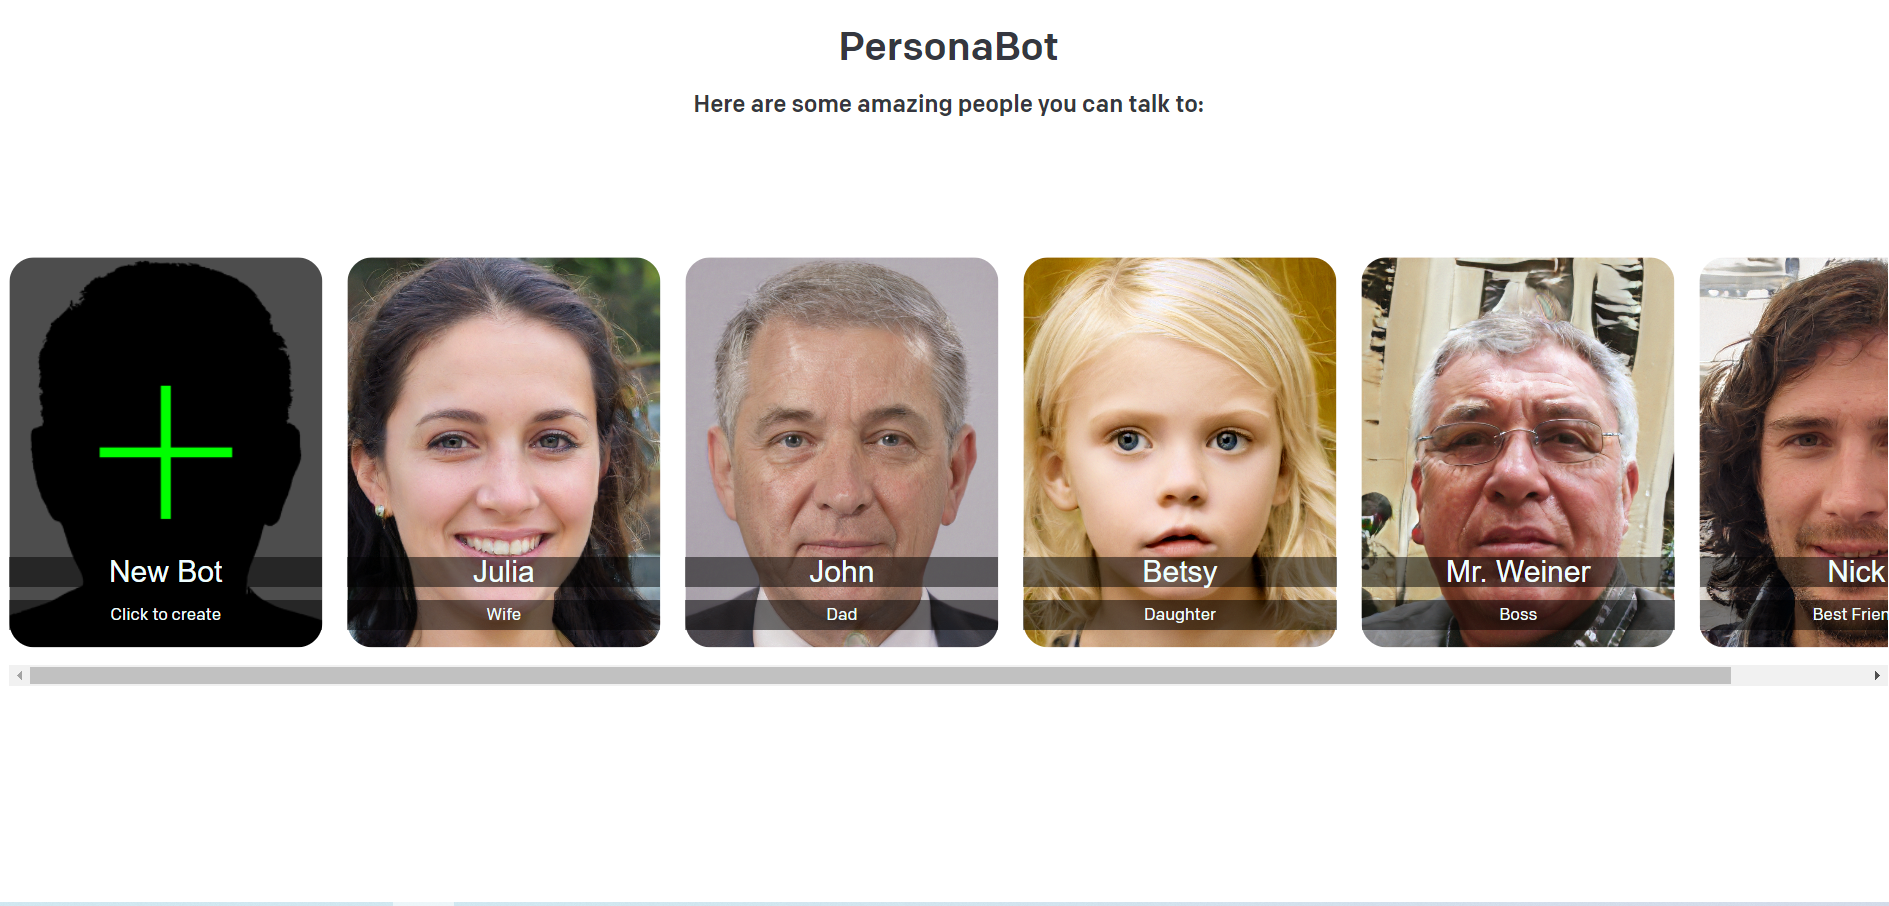 PersonaBot
Here are some amazing people you can talk to:
New Bot
Click to create
Julia
Wife
John
Dad
Betsy
Daughter
Mr. Weiner
Boss
Nick
Best Frien